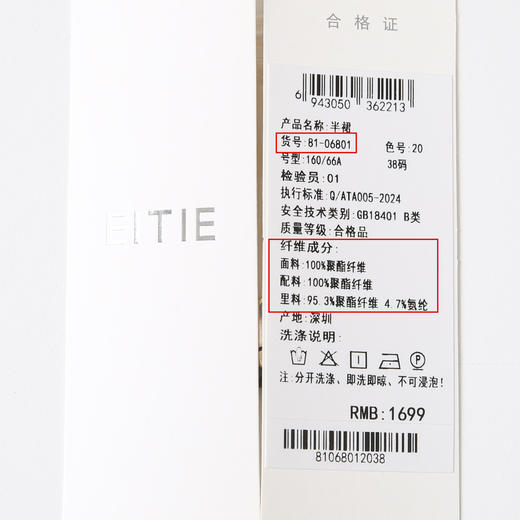 EITIE
合格证
6 943050 362213
产品名称:半裙
货号:81-06801 色号:20
号型:160/66A 38码
检验员:01
执行标准:Q/ATA005-2024
安全技术类别:GB18401 B类
质量等级:合格品
纤维成分:
面料:100%聚酯纤维
配料:100%聚酯纤维
里料:95.3%聚酯纤维 4.7%氨纶
产地:深圳
洗涤说明:
注:分开洗涤、即洗即晾、不可浸泡!
RMB:1699
81068012038